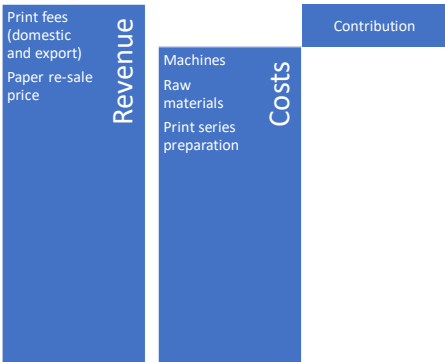 Print fees
(domestic
and export)
Paper re-sale
price
Revenue
Machines
Raw
materials
Print series
preparation
Costs
Contribution